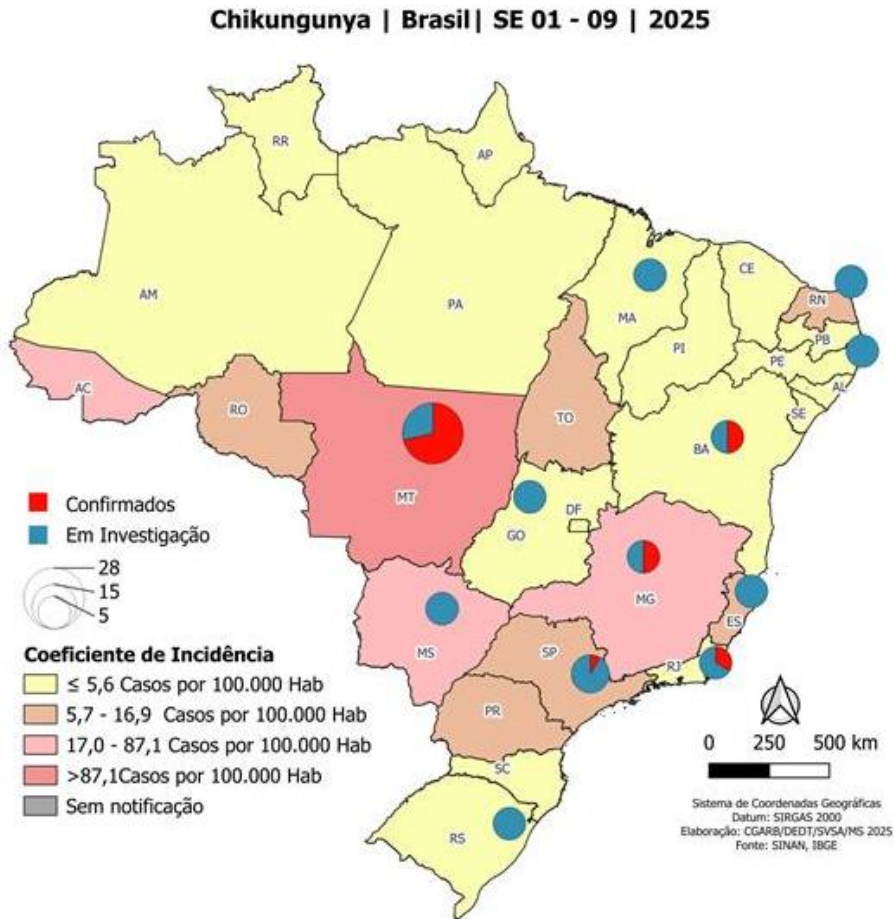 Chikungunya | Brasil| SE 01 - 09 | 2025
RR
AP
AM
PA
MA
CE
RN
PB
PI
PE
AL
SE
AC
RO
TO
BA
MT
GO
DF
MG
ES
MS
SP
RJ
PR
SC
RS
Confirmados
Em Investigação
28
15
5
Coeficiente de Incidência
≤ 5,6 Casos por 100.000 Hab
5,7 - 16,9 Casos por 100.000 Hab
17,0 - 87,1 Casos por 100.000 Hab
>87,1Casos por 100.000 Hab
Sem notificação
0 250 500 km
Sistema de Coordenadas Geográficas
Datum: SIRGAS 2000
Elaboração: CGARB/DEDT/SVSA/MS 2025
Fonte: SINAN, IBGE